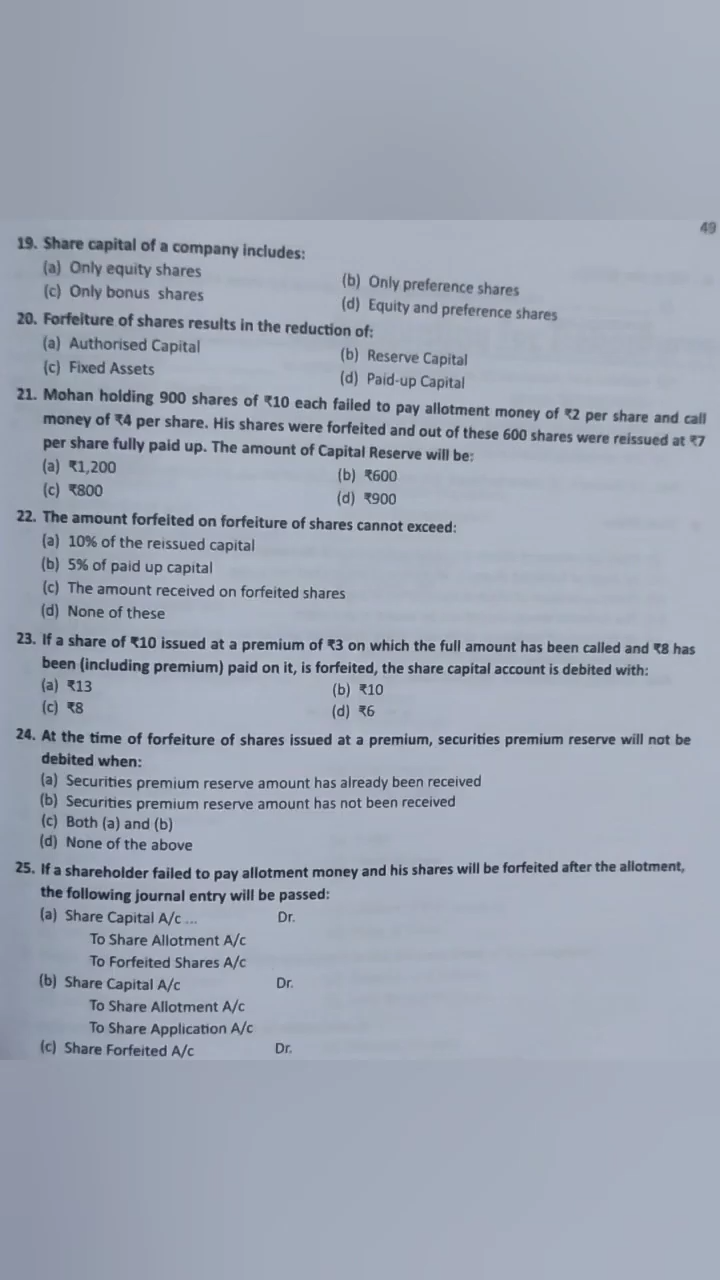 49
19. Share capital of a company includes:
(a) Only equity shares
(b) Only preference shares
(c) Only bonus shares
(d) Equity and preference shares
20. Forfeiture of shares results in the reduction of:
(a) Authorised Capital
(b) Reserve Capital
(c) Fixed Assets
(d) Paid-up Capital
21. Mohan holding 900 shares of ₹10 each failed to pay allotment money of ₹2 per share and call
money of ₹4 per share. His shares were forfeited and out of these 600 shares were reissued at ₹7
per share fully paid up. The amount of Capital Reserve will be:
(a) ₹1,200
(b) ₹600
(c) ₹800
(d) ₹900
22. The amount forfeited on forfeiture of shares cannot exceed:
(a) 10% of the reissued capital
(b) 5% of paid up capital
(c) The amount received on forfeited shares
(d) None of these
23. If a share of ₹10 issued at a premium of ₹3 on which the full amount has been called and ₹8 has
been (including premium) paid on it, is forfeited, the share capital account is debited with:
(a) ₹13
(b) ₹10
(c) ₹8
(d) ₹6
24. At the time of forfeiture of shares issued at a premium, securities premium reserve will not be
debited when:
(a) Securities premium reserve amount has already been received
(b) Securities premium reserve amount has not been received
(c) Both (a) and (b)
(d) None of the above
25. If a shareholder failed to pay allotment money and his shares will be forfeited after the allotment,
the following journal entry will be passed:
(a) Share Capital A/c ... Dr.
To Share Allotment A/c
To Forfeited Shares A/c
(b) Share Capital A/c Dr.
To Share Allotment A/c
To Share Application A/c
(c) Share Forfeited A/c Dr.